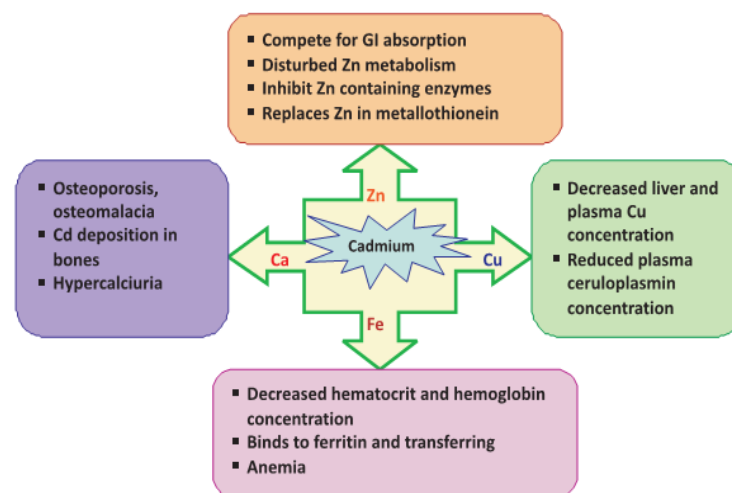 ▪ Compete for GI absorption
▪ Disturbed Zn metabolism
▪ Inhibit Zn containing enzymes
▪ Replaces Zn in metallothionein
Zn
▪ Osteoporosis,
osteomalacia
▪ Cd deposition in
bones
▪ Hypercalciuria
Ca
Cadmium
Cu
▪ Decreased liver and
plasma Cu
concentration
▪ Reduced plasma
ceruloplasmin
concentration
Fe
▪ Decreased hematocrit and hemoglobin
concentration
▪ Binds to ferritin and transferring
▪ Anemia